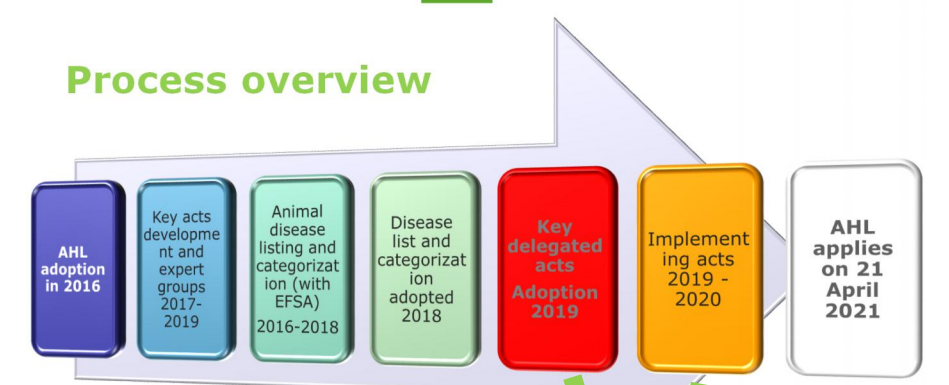 Process overview
AHL
adoption
in 2016
Key acts
developme
nt and
expert
groups
2017-
2019
Animal
disease
listing and
categorizat
ion (with
EFSA)
2016-2018
Disease
list and
categorizat
ion
adopted
2018
Key
delegated
acts
Adoption
2019
Implement
ing acts
2019 -
2020
AHL
applies
on 21
April
2021